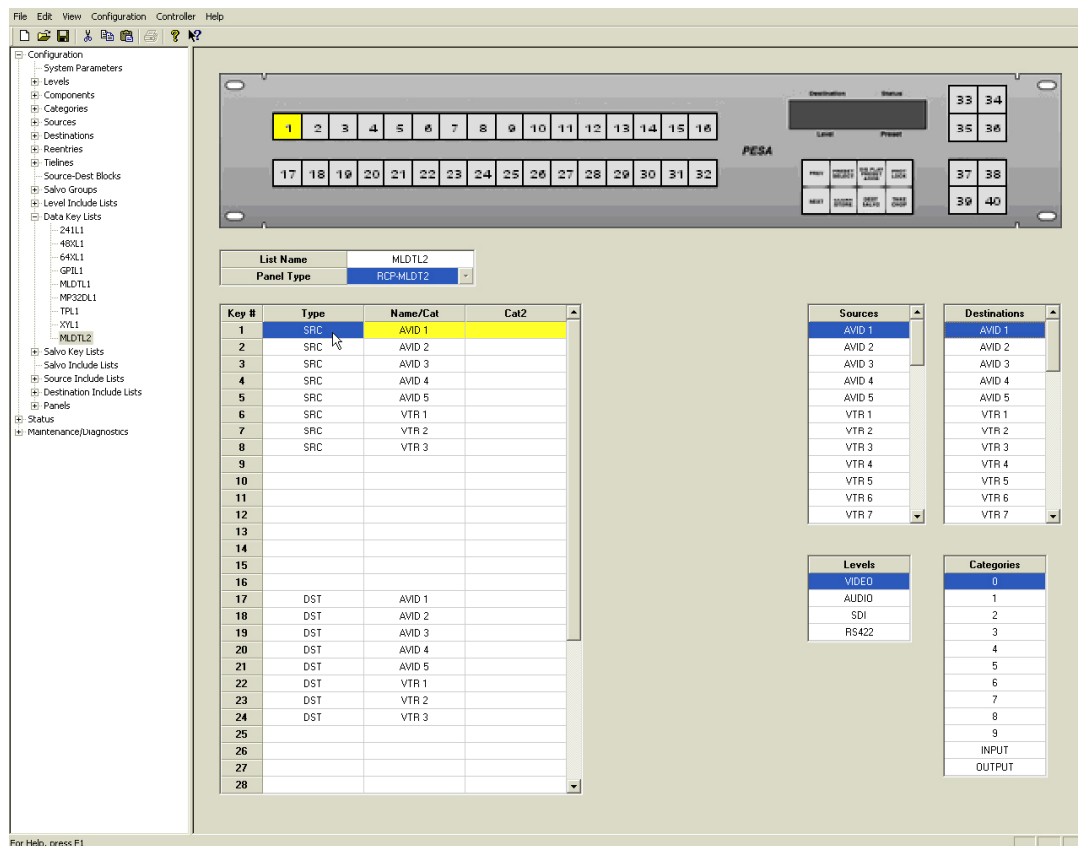 File Edit View Configuration Controller Help
Configuration
System Parameters
Levels
Components
Categories
Sources
Destinations
Reentries
Tielines
Source-Dest Blocks
Salvo Groups
Level Include Lists
Data Key Lists
241L1
48XL1
64XL1
GPIL1
MLDTL1
MP32DL1
TPL1
XYL1
MLDTL2
Salvo Key Lists
Salvo Include Lists
Source Include Lists
Destination Include Lists
Panels
Status
Maintenance/Diagnostics
Destination Status
Level Preset
1 2 3 4 5 6 7 8 9 10 11 12 13 14 15 16
PESA
17 18 19 20 21 22 23 24 25 26 27 28 29 30 31 32
33 34
35 36
37 38
39 40
PREV PRESET SELECT PROT LOCK
NEXT DEST SALVO TAKE CHOP
List Name MLDTL2
Panel Type RCP-MLDT2
Key # Type Name/Cat Cat2
1 SRC AVID 1
2 SRC AVID 2
3 SRC AVID 3
4 SRC AVID 4
5 SRC AVID 5
6 SRC VTR 1
7 SRC VTR 2
8 SRC VTR 3
9
10
11
12
13
14
15
16
17 DST AVID 1
18 DST AVID 2
19 DST AVID 3
20 DST AVID 4
21 DST AVID 5
22 DST VTR 1
23 DST VTR 2
24 DST VTR 3
25
26
27
28
Sources
AVID 1
AVID 2
AVID 3
AVID 4
AVID 5
VTR 1
VTR 2
VTR 3
VTR 4
VTR 5
VTR 6
VTR 7
Destinations
AVID 1
AVID 2
AVID 3
AVID 4
AVID 5
VTR 1
VTR 2
VTR 3
VTR 4
VTR 5
VTR 6
VTR 7
Levels
VIDEO
AUDIO
SDI
RS422
Categories
0
1
2
3
4
5
6
7
8
9
INPUT
OUTPUT
For Help, press F1